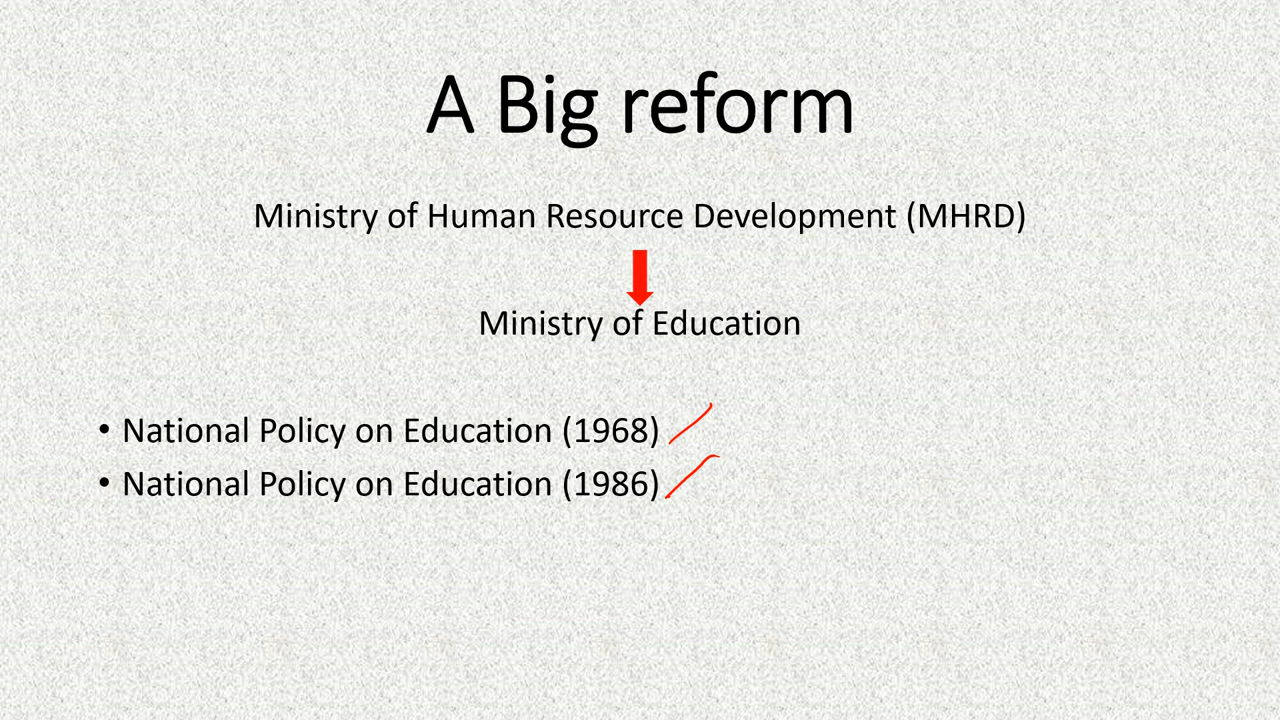 A Big reform
Ministry of Human Resource Development (MHRD)
Ministry of Education
• National Policy on Education (1968)
• National Policy on Education (1986)